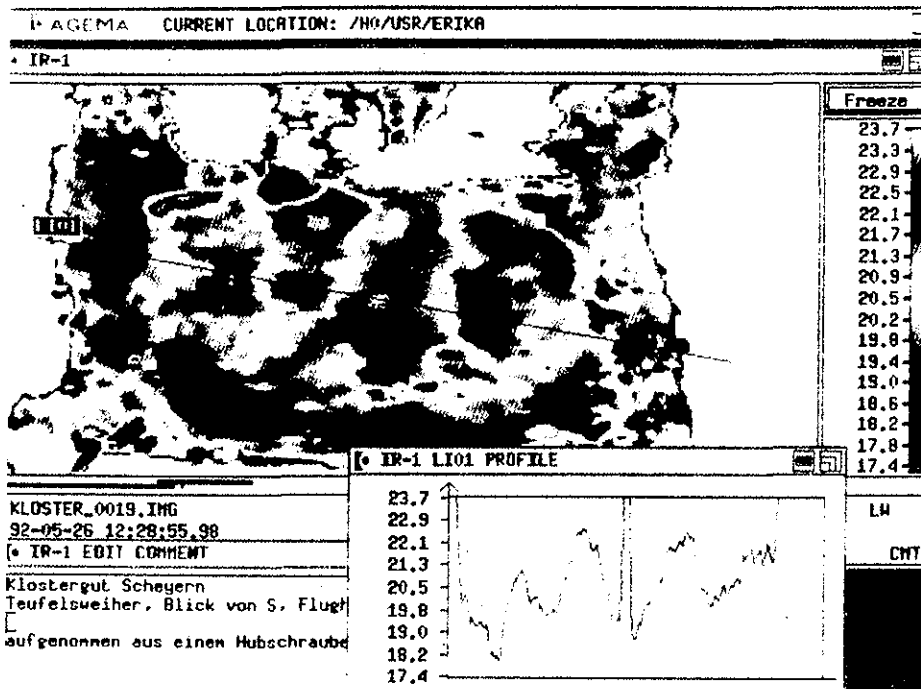 AGEMA CURRENT LOCATION: /H0/USR/ERIKA
IR-1
Freeze
23.7
23.3
22.9
22.5
22.1
21.7
21.3
20.9
20.5
20.2
19.8
19.4
19.0
18.6
18.2
17.8
17.4
LI01
IR-1 LI01 PROFILE
23.7
22.9
22.1
21.3
20.5
19.8
19.0
18.2
17.4
KLOSTER_0019.IMG
92-05-26 12:28:55.98
LW
IR-1 EDIT COMMENT
CMT
Klostergut Scheyern
Teufelsweiher, Blick von S, Flugh
aufgenommen aus einem Hubschraube